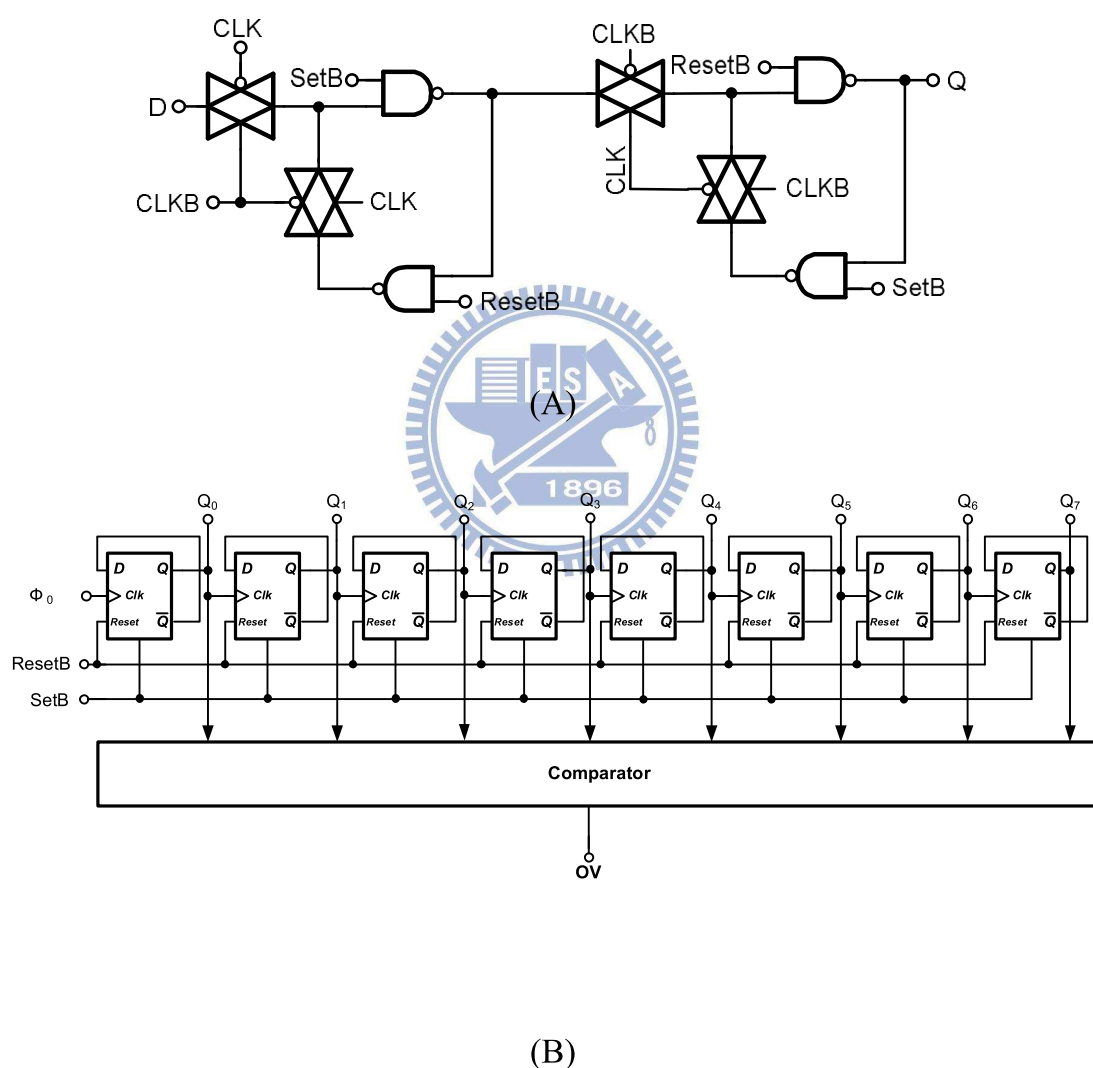 CLK
D
SetB
CLKB
CLK
ResetB
CLKB
ResetB
Q
CLK
CLKB
SetB
E S A
1896
(A)
Q0 Q1 Q2 Q3 Q4 Q5 Q6 Q7
D Q D Q D Q D Q D Q D Q D Q D Q
Φ0 Clk Clk Clk Clk Clk Clk Clk Clk
Reset Q̅ Reset Q̅ Reset Q̅ Reset Q̅ Reset Q̅ Reset Q̅ Reset Q̅ Reset Q̅
ResetB
SetB
Comparator
OV
(B)